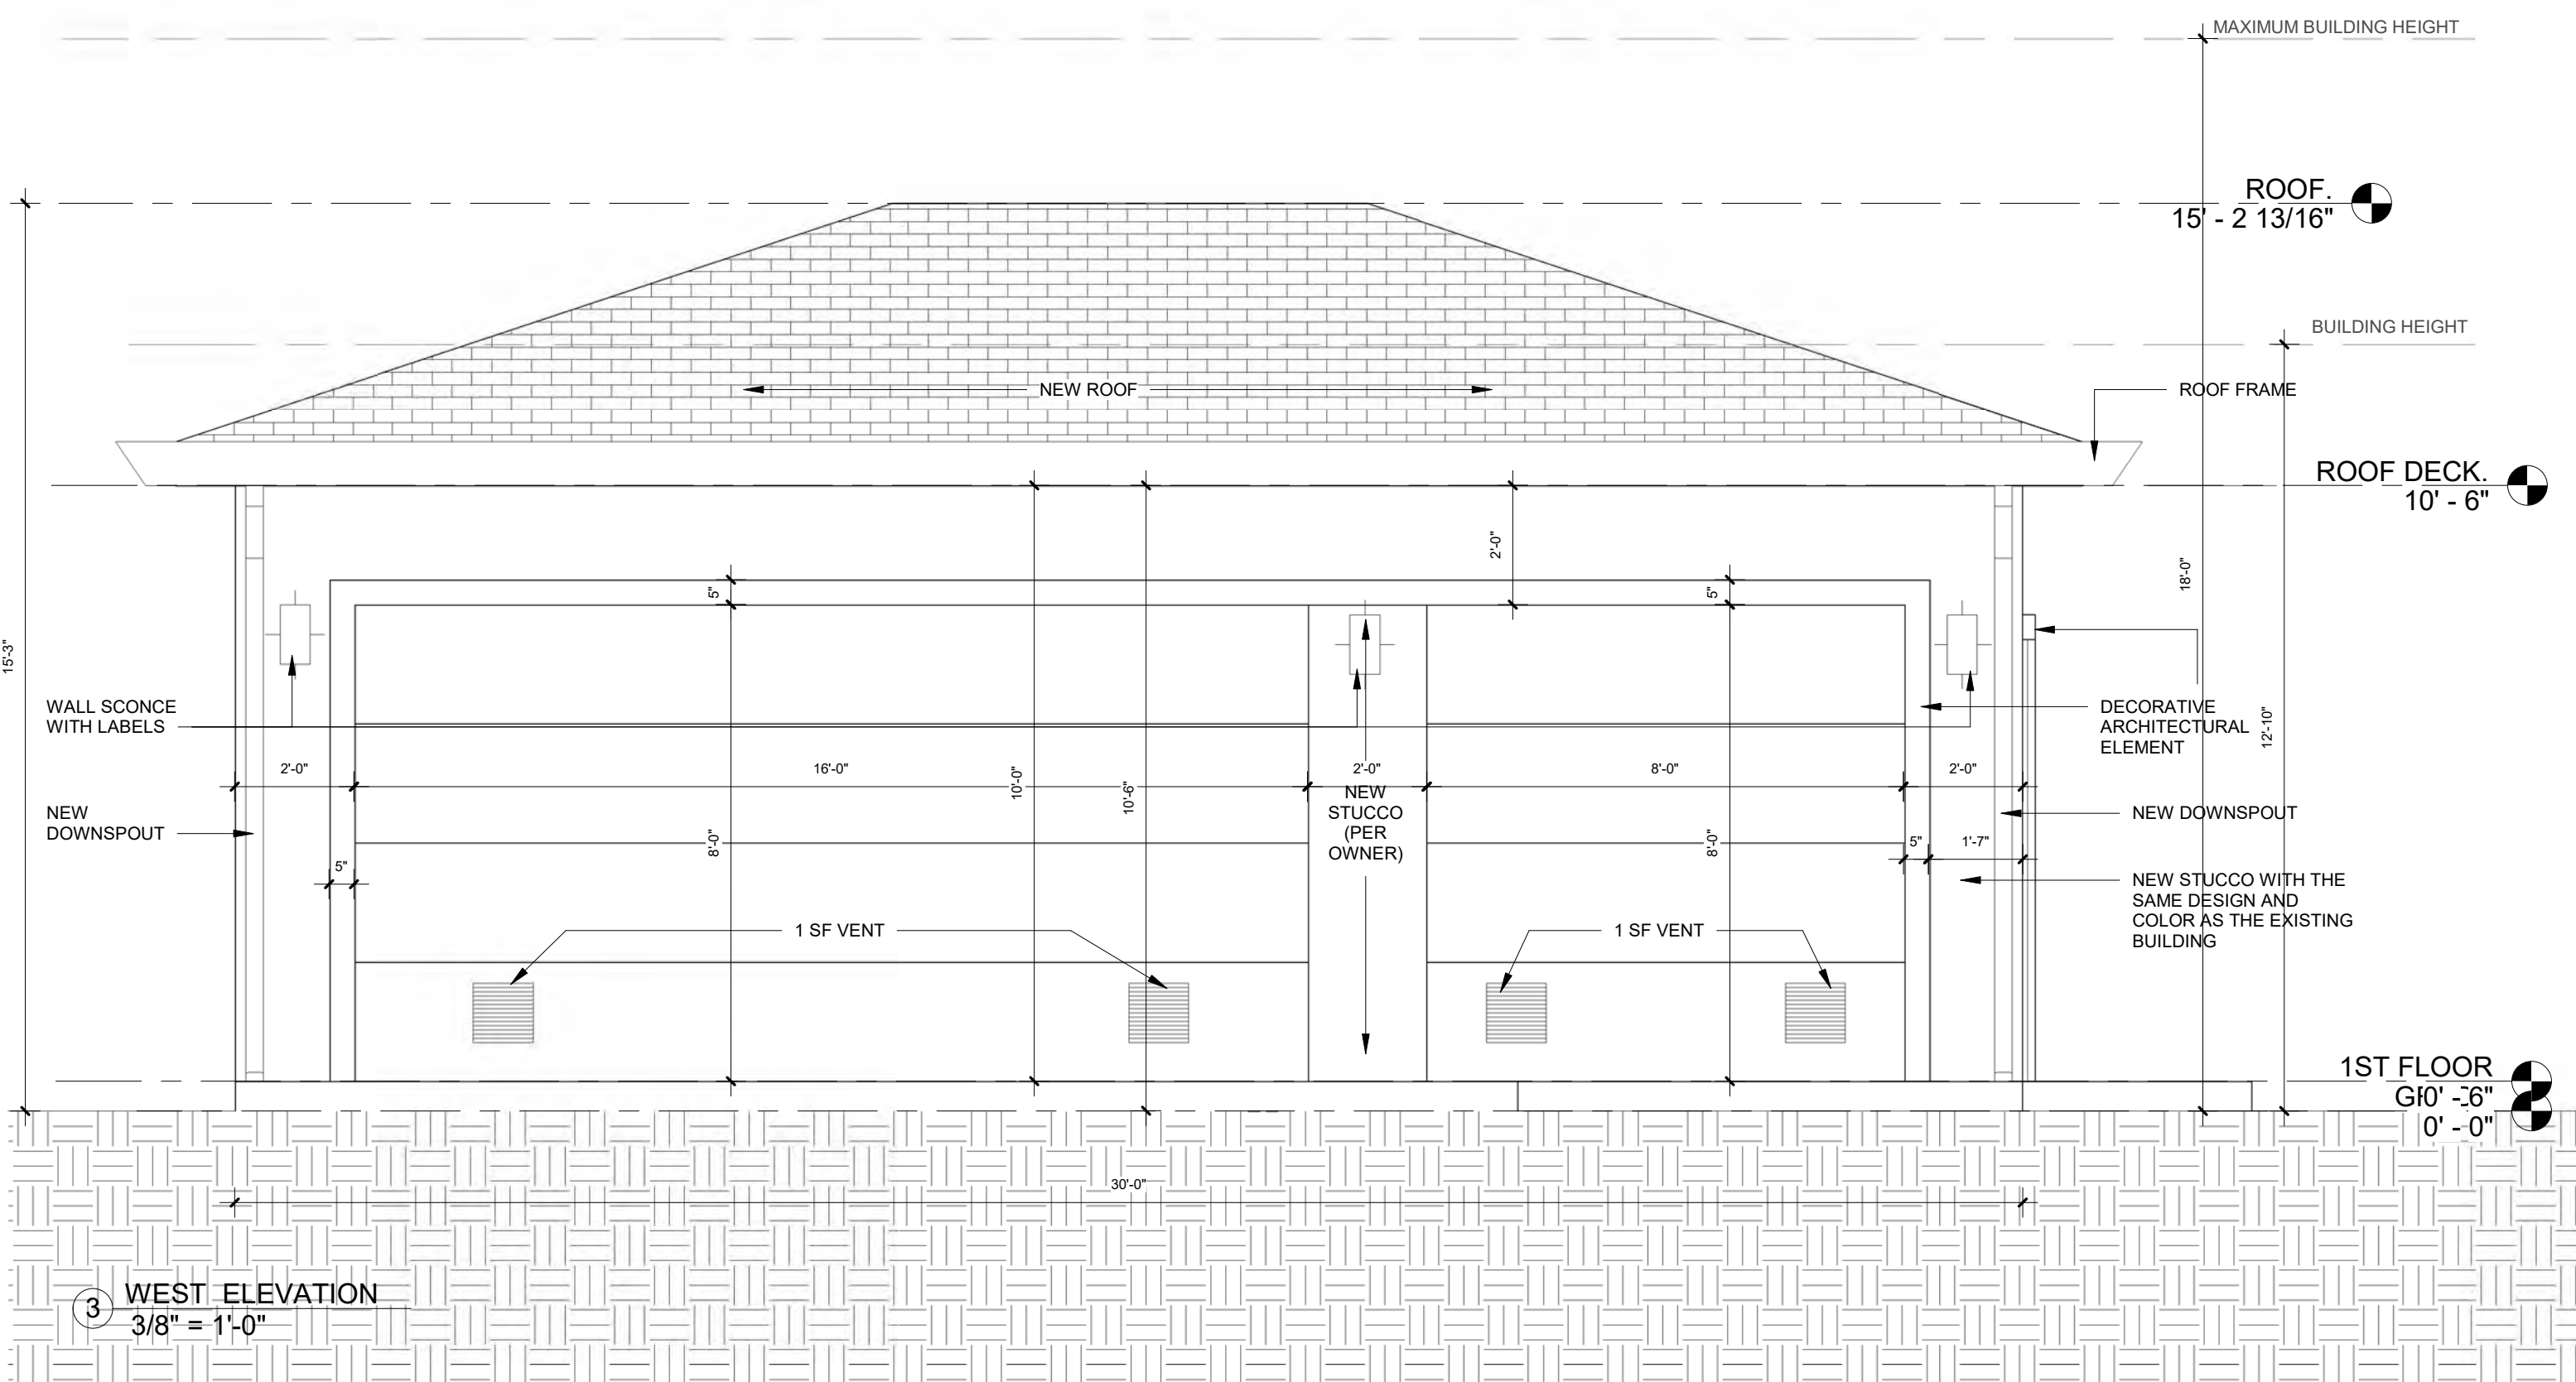 MAXIMUM BUILDING HEIGHT
ROOF.
15' - 2 13/16"
BUILDING HEIGHT
NEW ROOF
ROOF FRAME
ROOF DECK.
10' - 6"
2'-0"
18'-0"
5"
5"
15'-3"
WALL SCONCE
WITH LABELS
DECORATIVE
ARCHITECTURAL
ELEMENT
12'-10"
2'-0"
16'-0"
10'-0"
10'-6"
2'-0"
8'-0"
2'-0"
NEW
STUCCO
(PER
OWNER)
NEW
DOWNSPOUT
NEW DOWNSPOUT
8'-0"
8'-0"
5"
5"
1'-7"
NEW STUCCO WITH THE
SAME DESIGN AND
COLOR AS THE EXISTING
BUILDING
1 SF VENT
1 SF VENT
1ST FLOOR
0' - 6"
0' - 0"
30'-0"
3
WEST ELEVATION
3/8" = 1'-0"